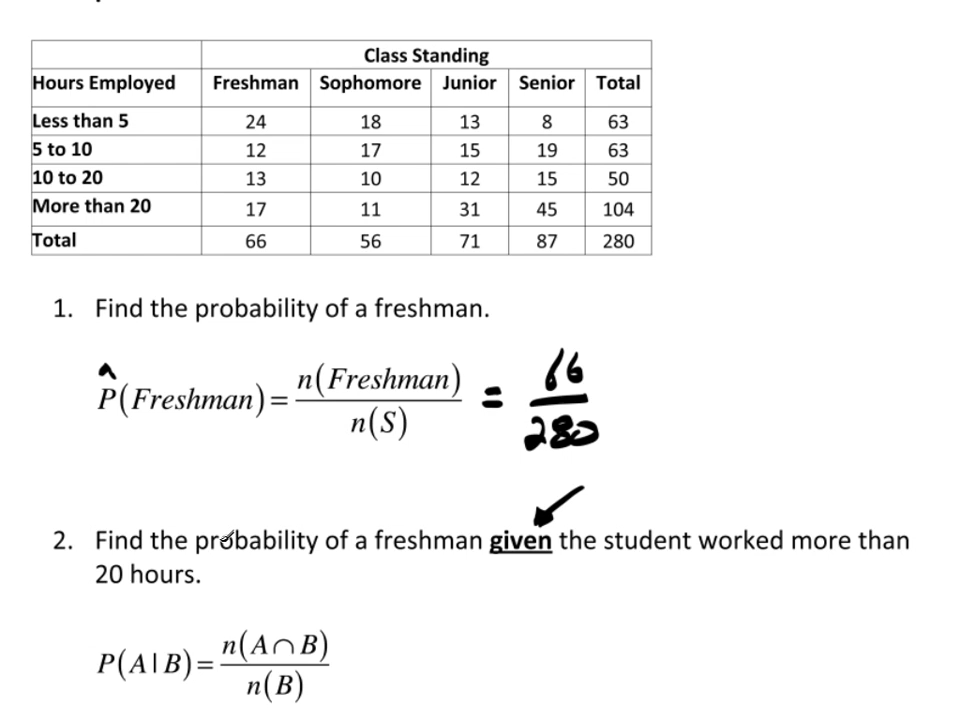 Class Standing
Hours Employed Freshman Sophomore Junior Senior Total
Less than 5 24 18 13 8 63
5 to 10 12 17 15 19 63
10 to 20 13 10 12 15 50
More than 20 17 11 31 45 104
Total 66 56 71 87 280
1. Find the probability of a freshman.
P̂(Freshman) = n(Freshman) / n(S) = 66 / 280
2. Find the probability of a freshman given the student worked more than
20 hours.
P(A|B) = n(A∩B) / n(B)